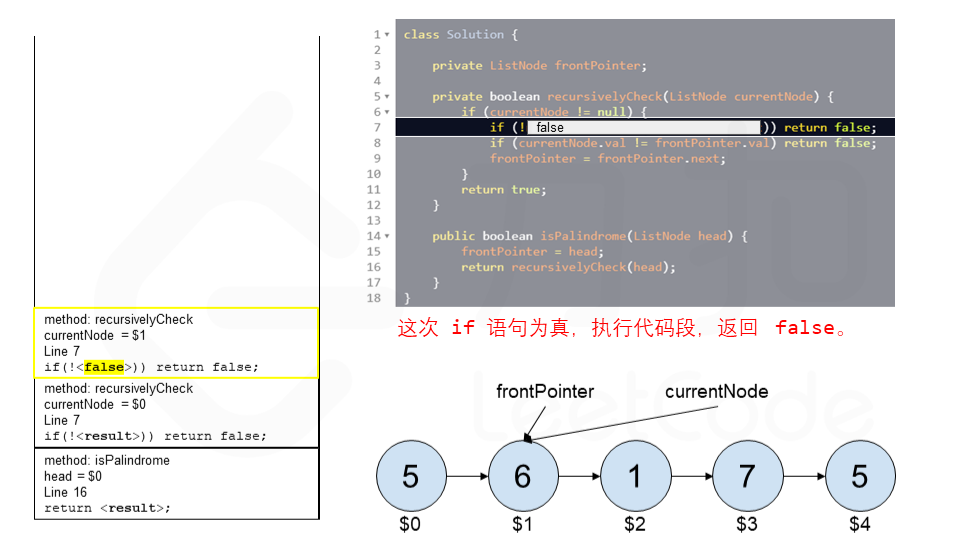 1 class Solution {
2
3 private ListNode frontPointer;
4
5 private boolean recursivelyCheck(ListNode currentNode) {
6 if (currentNode != null) {
7 if (! false )) return false;
8 if (currentNode.val != frontPointer.val) return false;
9 frontPointer = frontPointer.next;
10 }
11 return true;
12 }
13
14 public boolean isPalindrome(ListNode head) {
15 frontPointer = head;
16 return recursivelyCheck(head);
17 }
18 }
method: recursivelyCheck
currentNode = $1
Line 7
if(!<false>)) return false;
method: recursivelyCheck
currentNode = $0
Line 7
if(!<result>)) return false;
method: isPalindrome
head = $0
Line 16
return <result>;
这次 if 语句为真，执行代码段，返回 false。
frontPointer currentNode
5 6 1 7 5
$0 $1 $2 $3 $4
LeetCode